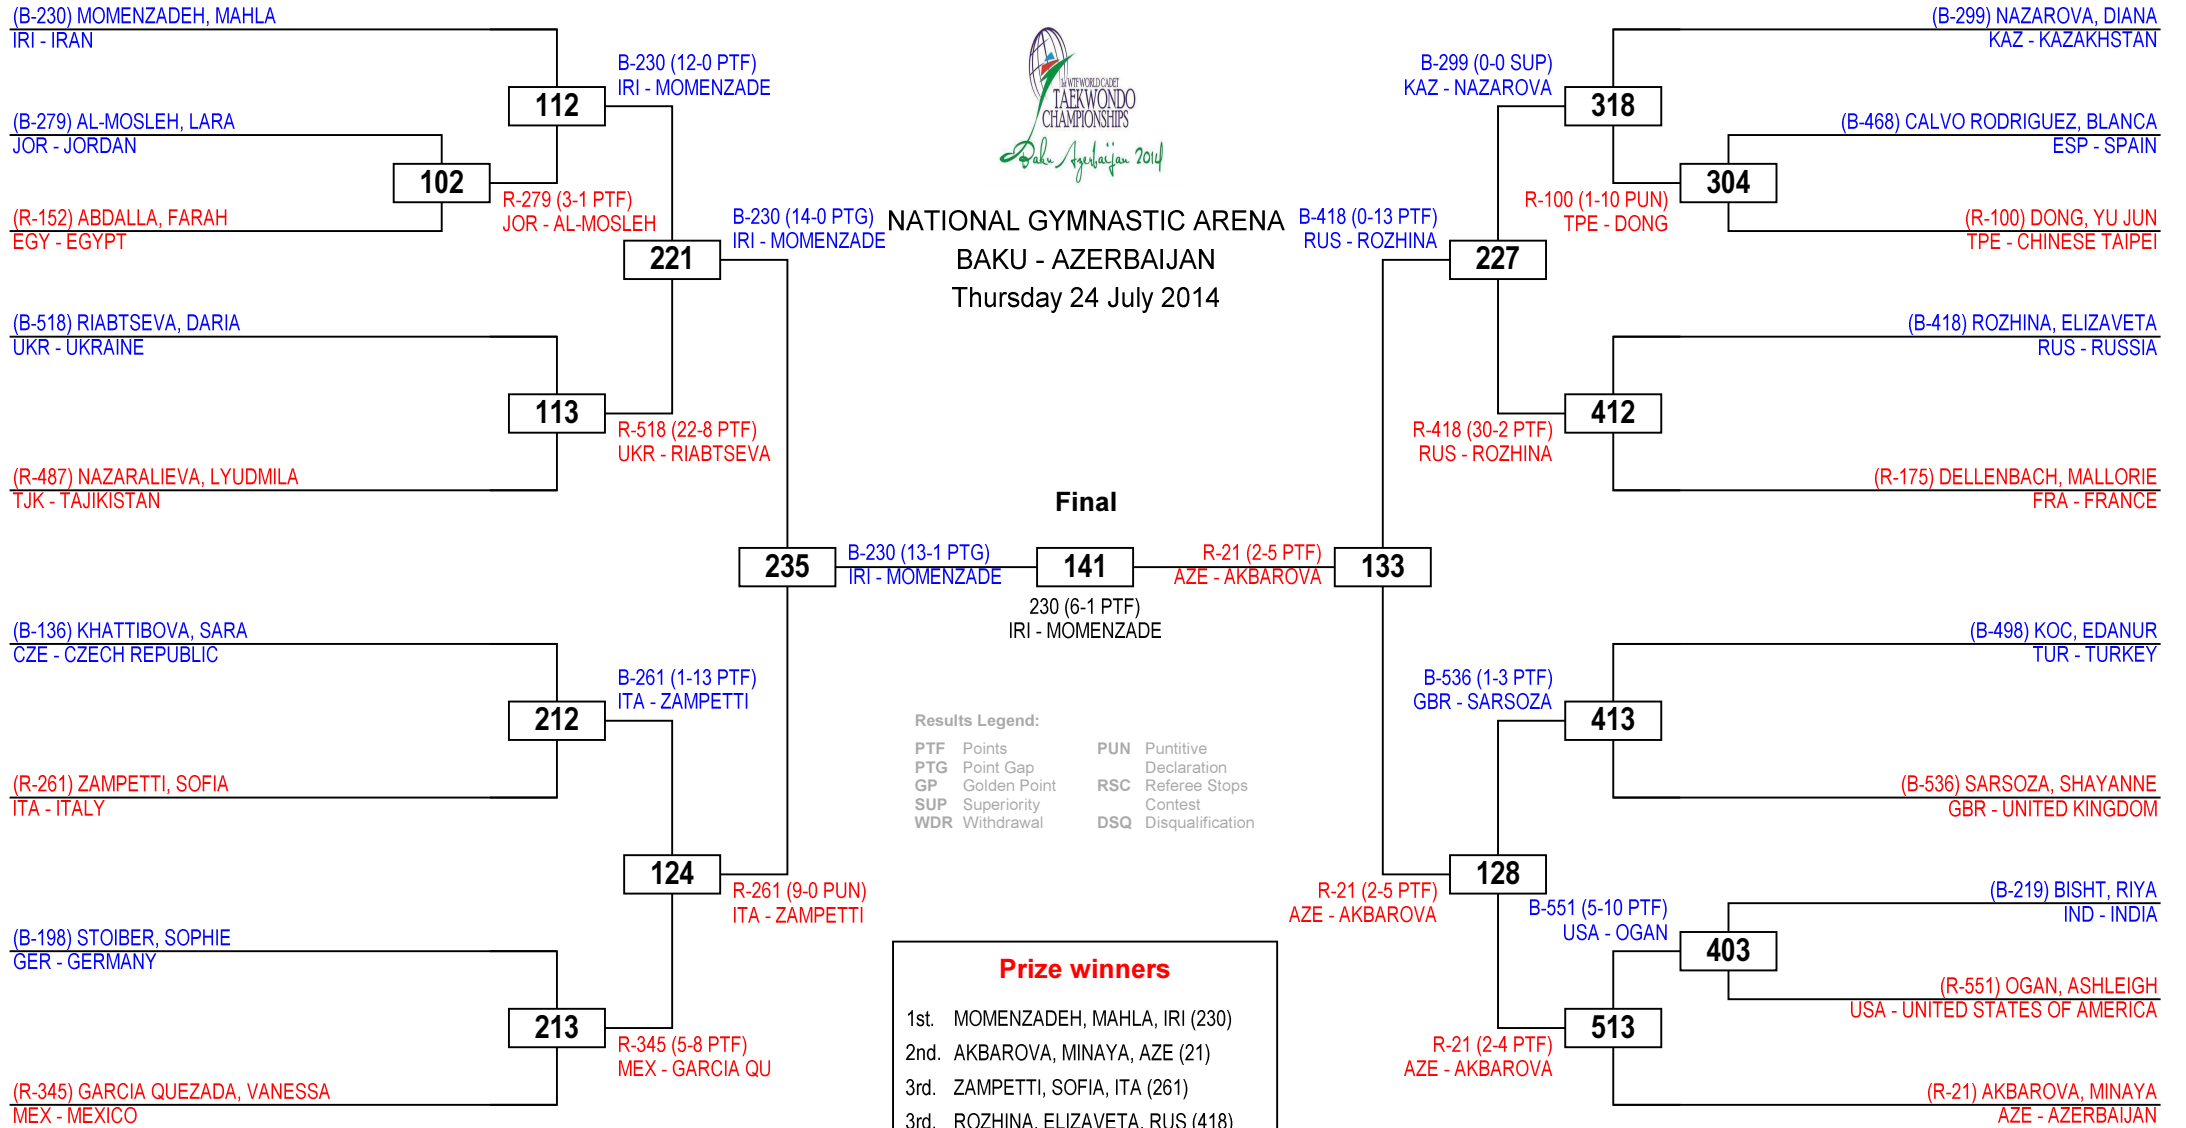 (B-230) MOMENZADEH, MAHLA
IRI - IRAN
(B-279) AL-MOSLEH, LARA
JOR - JORDAN
(R-152) ABDALLA, FARAH
EGY - EGYPT
(B-518) RIABTSEVA, DARIA
UKR - UKRAINE
(R-487) NAZARALIEVA, LYUDMILA
TJK - TAJIKISTAN
(B-136) KHATTIBOVA, SARA
CZE - CZECH REPUBLIC
(R-261) ZAMPETTI, SOFIA
ITA - ITALY
(B-198) STOIBER, SOPHIE
GER - GERMANY
(R-345) GARCIA QUEZADA, VANESSA
MEX - MEXICO
102
R-279 (3-1 PTF)
JOR - AL-MOSLEH
112
B-230 (12-0 PTF)
IRI - MOMENZADE
113
R-518 (22-8 PTF)
UKR - RIABTSEVA
212
B-261 (1-13 PTF)
ITA - ZAMPETTI
213
R-345 (5-8 PTF)
MEX - GARCIA QU
221
B-230 (14-0 PTG)
IRI - MOMENZADE
124
R-261 (9-0 PUN)
ITA - ZAMPETTI
235
B-230 (13-1 PTG)
IRI - MOMENZADE
1st WTF WORLD CADET
TAEKWONDO
CHAMPIONSHIPS
Baku Azerbaijan 2014
NATIONAL GYMNASTIC ARENA
BAKU - AZERBAIJAN
Thursday 24 July 2014
Final
141
230 (6-1 PTF)
IRI - MOMENZADE
Results Legend:
PTF Points
PTG Point Gap
GP Golden Point
SUP Superiority
WDR Withdrawal
PUN Puntitive
Declaration
RSC Referee Stops
Contest
DSQ Disqualification
Prize winners
1st. MOMENZADEH, MAHLA, IRI (230)
2nd. AKBAROVA, MINAYA, AZE (21)
3rd. ZAMPETTI, SOFIA, ITA (261)
3rd. ROZHINA, ELIZAVETA, RUS (418)
R-21 (2-5 PTF)
AZE - AKBAROVA
133
B-418 (0-13 PTF)
RUS - ROZHINA
227
R-21 (2-5 PTF)
AZE - AKBAROVA
128
B-299 (0-0 SUP)
KAZ - NAZAROVA
318
R-418 (30-2 PTF)
RUS - ROZHINA
412
B-536 (1-3 PTF)
GBR - SARSOZA
413
R-21 (2-4 PTF)
AZE - AKBAROVA
513
R-100 (1-10 PUN)
TPE - DONG
304
B-551 (5-10 PTF)
USA - OGAN
403
(B-299) NAZAROVA, DIANA
KAZ - KAZAKHSTAN
(B-468) CALVO RODRIGUEZ, BLANCA
ESP - SPAIN
(R-100) DONG, YU JUN
TPE - CHINESE TAIPEI
(B-418) ROZHINA, ELIZAVETA
RUS - RUSSIA
(R-175) DELLENBACH, MALLORIE
FRA - FRANCE
(B-498) KOC, EDANUR
TUR - TURKEY
(B-536) SARSOZA, SHAYANNE
GBR - UNITED KINGDOM
(B-219) BISHT, RIYA
IND - INDIA
(R-551) OGAN, ASHLEIGH
USA - UNITED STATES OF AMERICA
(R-21) AKBAROVA, MINAYA
AZE - AZERBAIJAN